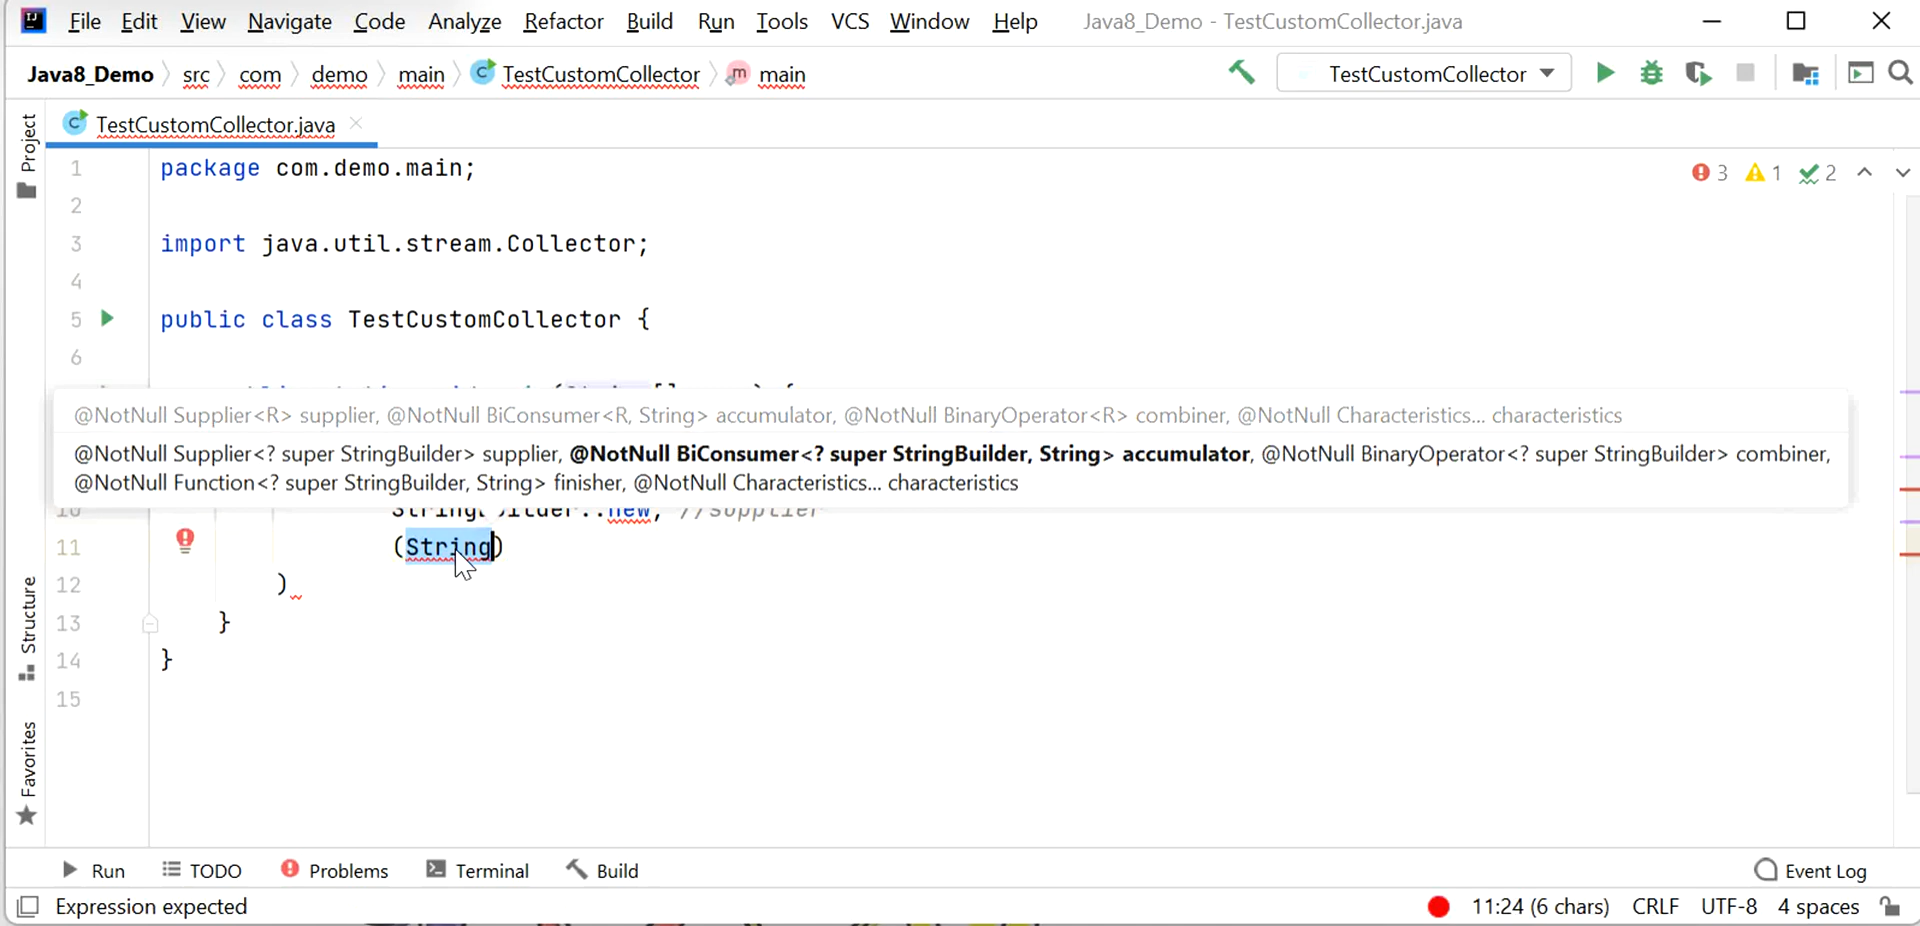 File Edit View Navigate Code Analyze Refactor Build Run Tools VCS Window Help Java8_Demo - TestCustomCollector.java
Java8_Demo src com demo main TestCustomCollector main TestCustomCollector
TestCustomCollector.java
Project
1 package com.demo.main;
3 1 2
2
3 import java.util.stream.Collector;
4
5 public class TestCustomCollector {
6
@NotNull Supplier<R> supplier, @NotNull BiConsumer<R, String> accumulator, @NotNull BinaryOperator<R> combiner, @NotNull Characteristics... characteristics
@NotNull Supplier<? super StringBuilder> supplier, @NotNull BiConsumer<? super StringBuilder, String> accumulator, @NotNull BinaryOperator<? super StringBuilder> combiner,
@NotNull Function<? super StringBuilder, String> finisher, @NotNull Characteristics... characteristics
10 StringBuilder::new, //supplier
11 (String)
12 )
13 }
14 }
15
Structure
Favorites
Run TODO Problems Terminal Build Event Log
Expression expected 11:24 (6 chars) CRLF UTF-8 4 spaces